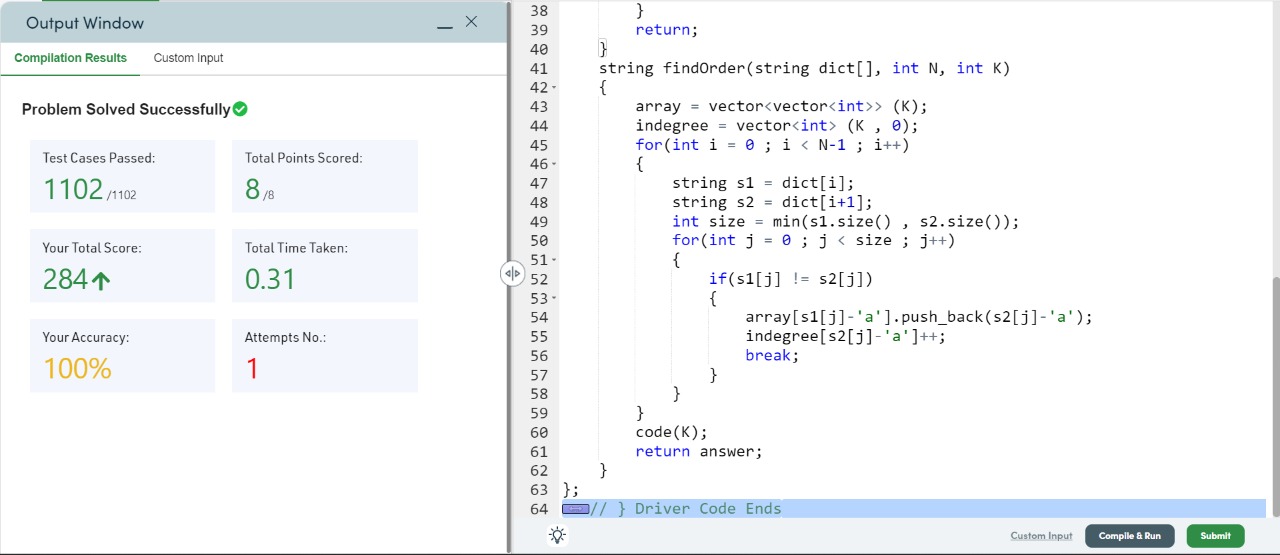 Output Window
Compilation Results
Custom Input
Problem Solved Successfully
Test Cases Passed:
1102 /1102
Total Points Scored:
8 /8
Your Total Score:
284
Total Time Taken:
0.31
Your Accuracy:
100%
Attempts No.:
1
38 }
39 return;
40 }
41 string findOrder(string dict[], int N, int K)
42 {
43 array = vector<vector<int>> (K);
44 indegree = vector<int> (K , 0);
45 for(int i = 0 ; i < N-1 ; i++)
46 {
47 string s1 = dict[i];
48 string s2 = dict[i+1];
49 int size = min(s1.size() , s2.size());
50 for(int j = 0 ; j < size ; j++)
51 {
52 if(s1[j] != s2[j])
53 {
54 array[s1[j]-'a'].push_back(s2[j]-'a');
55 indegree[s2[j]-'a']++;
56 break;
57 }
58 }
59 }
60 code(K);
61 return answer;
62 }
63 };
64 // } Driver Code Ends
Custom Input
Compile & Run
Submit